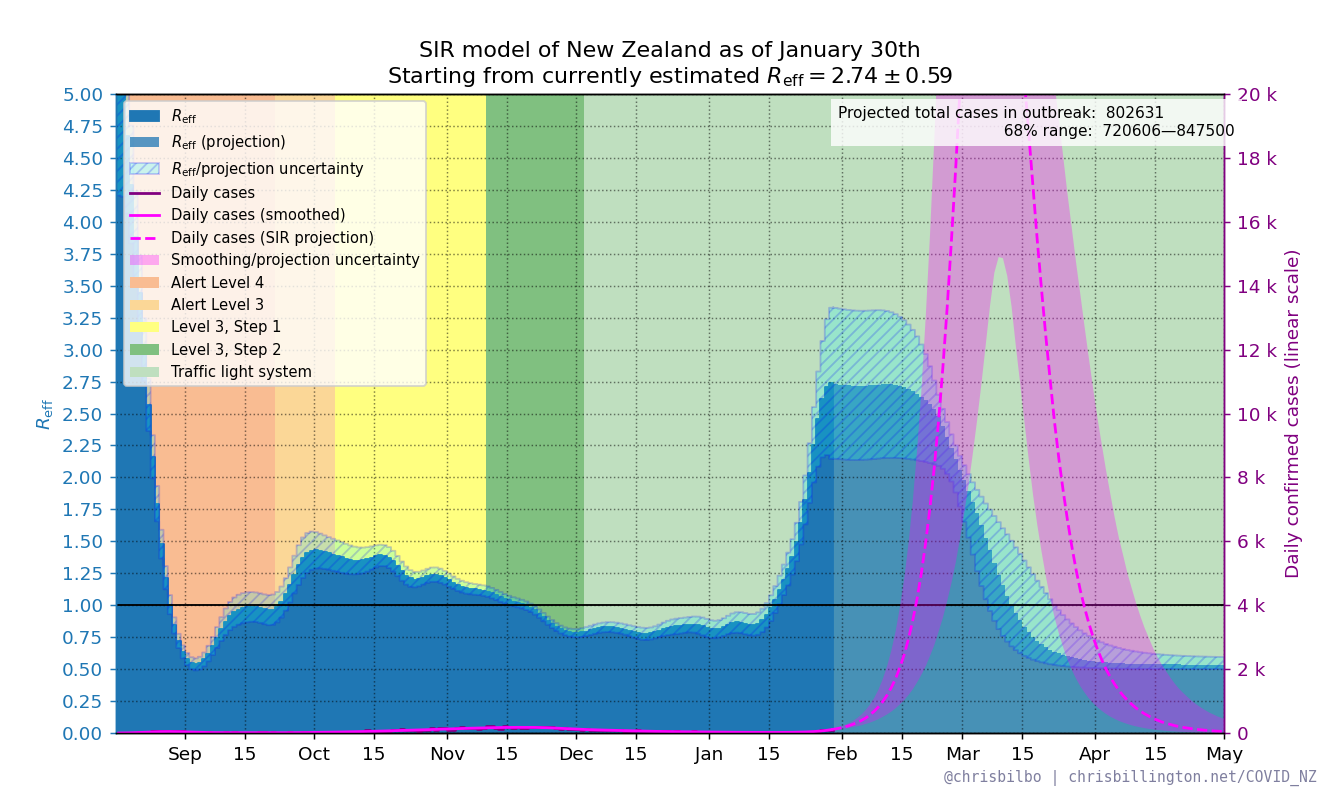 SIR model of New Zealand as of January 30th
Starting from currently estimated R_eff = 2.74 ± 0.59
Projected total cases in outbreak: 802631
68% range: 720606—847500
R_eff
R_eff (projection)
R_eff/projection uncertainty
Daily cases
Daily cases (smoothed)
Daily cases (SIR projection)
Smoothing/projection uncertainty
Alert Level 4
Alert Level 3
Level 3, Step 1
Level 3, Step 2
Traffic light system
5.00
4.75
4.50
4.25
4.00
3.75
3.50
3.25
3.00
2.75
2.50
2.25
2.00
1.75
1.50
1.25
1.00
0.75
0.50
0.25
0.00
R_eff
20 k
18 k
16 k
14 k
12 k
10 k
8 k
6 k
4 k
2 k
0
Daily confirmed cases (linear scale)
Sep 15 Oct 15 Nov 15 Dec 15 Jan 15 Feb 15 Mar 15 Apr 15 May
@chrisbilbo | chrisbillington.net/COVID_NZ